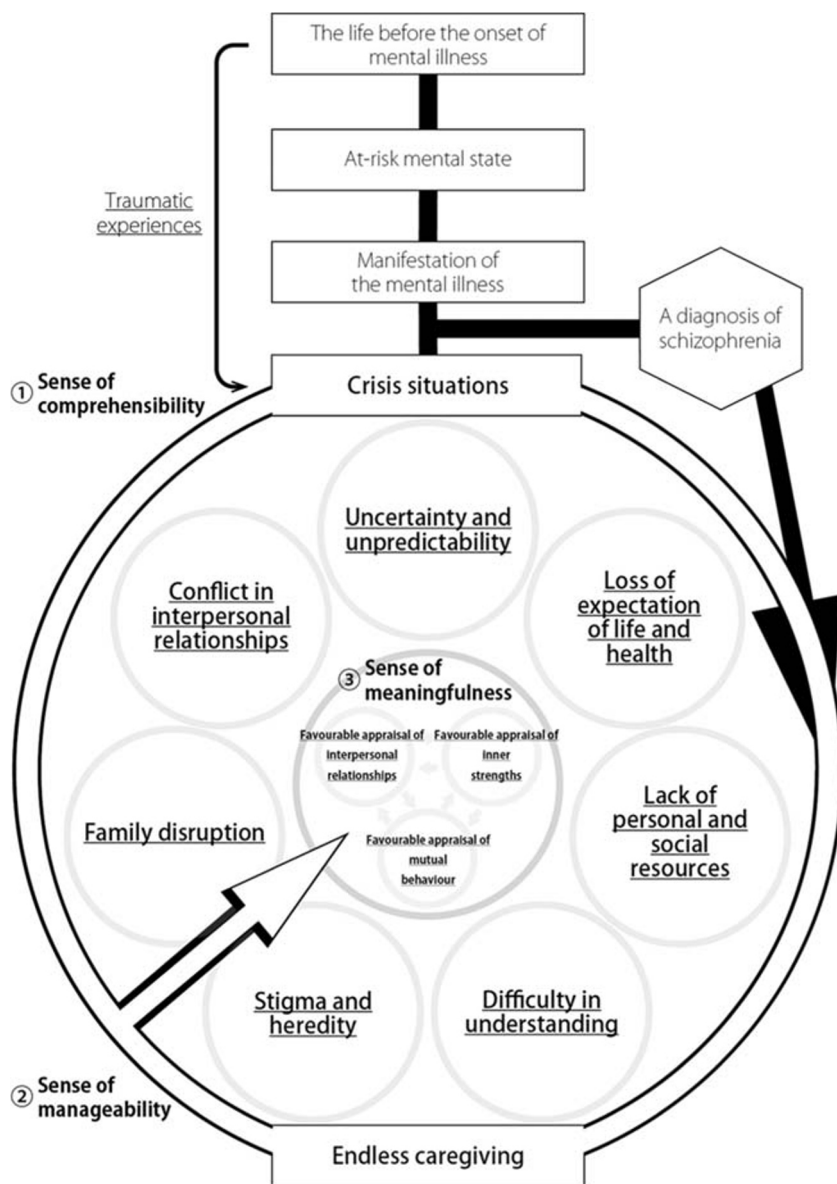 The life before the onset of
mental illness
At-risk mental state
Traumatic
experiences
Manifestation of
the mental illness
A diagnosis of
schizophrenia
① Sense of
comprehensibility
Crisis situations
Uncertainty and
unpredictability
Conflict in
interpersonal
relationships
Loss of
expectation
of life and
health
③ Sense of
meaningfulness
Favourable appraisal of
interpersonal
relationships
Favourable appraisal of
inner
strengths
Favourable appraisal of
mutual
behaviour
Family disruption
Lack of
personal and
social
resources
Stigma and
heredity
Difficulty in
understanding
② Sense of
manageability
Endless caregiving